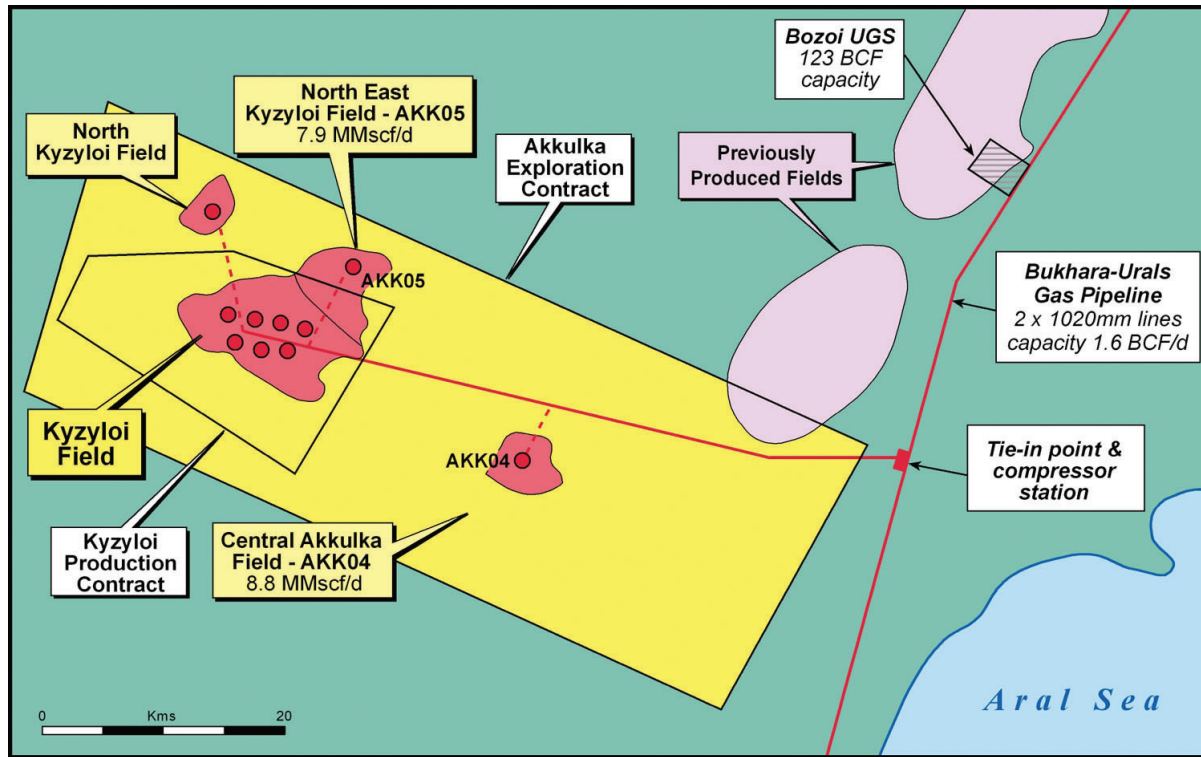 Bozoi UGS
123 BCF
capacity
North East
Kyzyloi Field - AKK05
7.9 MMscf/d
North
Kyzyloi Field
Akkulka
Exploration
Contract
Previously
Produced Fields
AKK05
Bukhara-Urals
Gas Pipeline
2 x 1020mm lines
capacity 1.6 BCF/d
Kyzyloi
Field
AKK04
Tie-in point &
compressor
station
Kyzyloi
Production
Contract
Central Akkulka
Field - AKK04
8.8 MMscf/d
Aral Sea
0 Kms 20